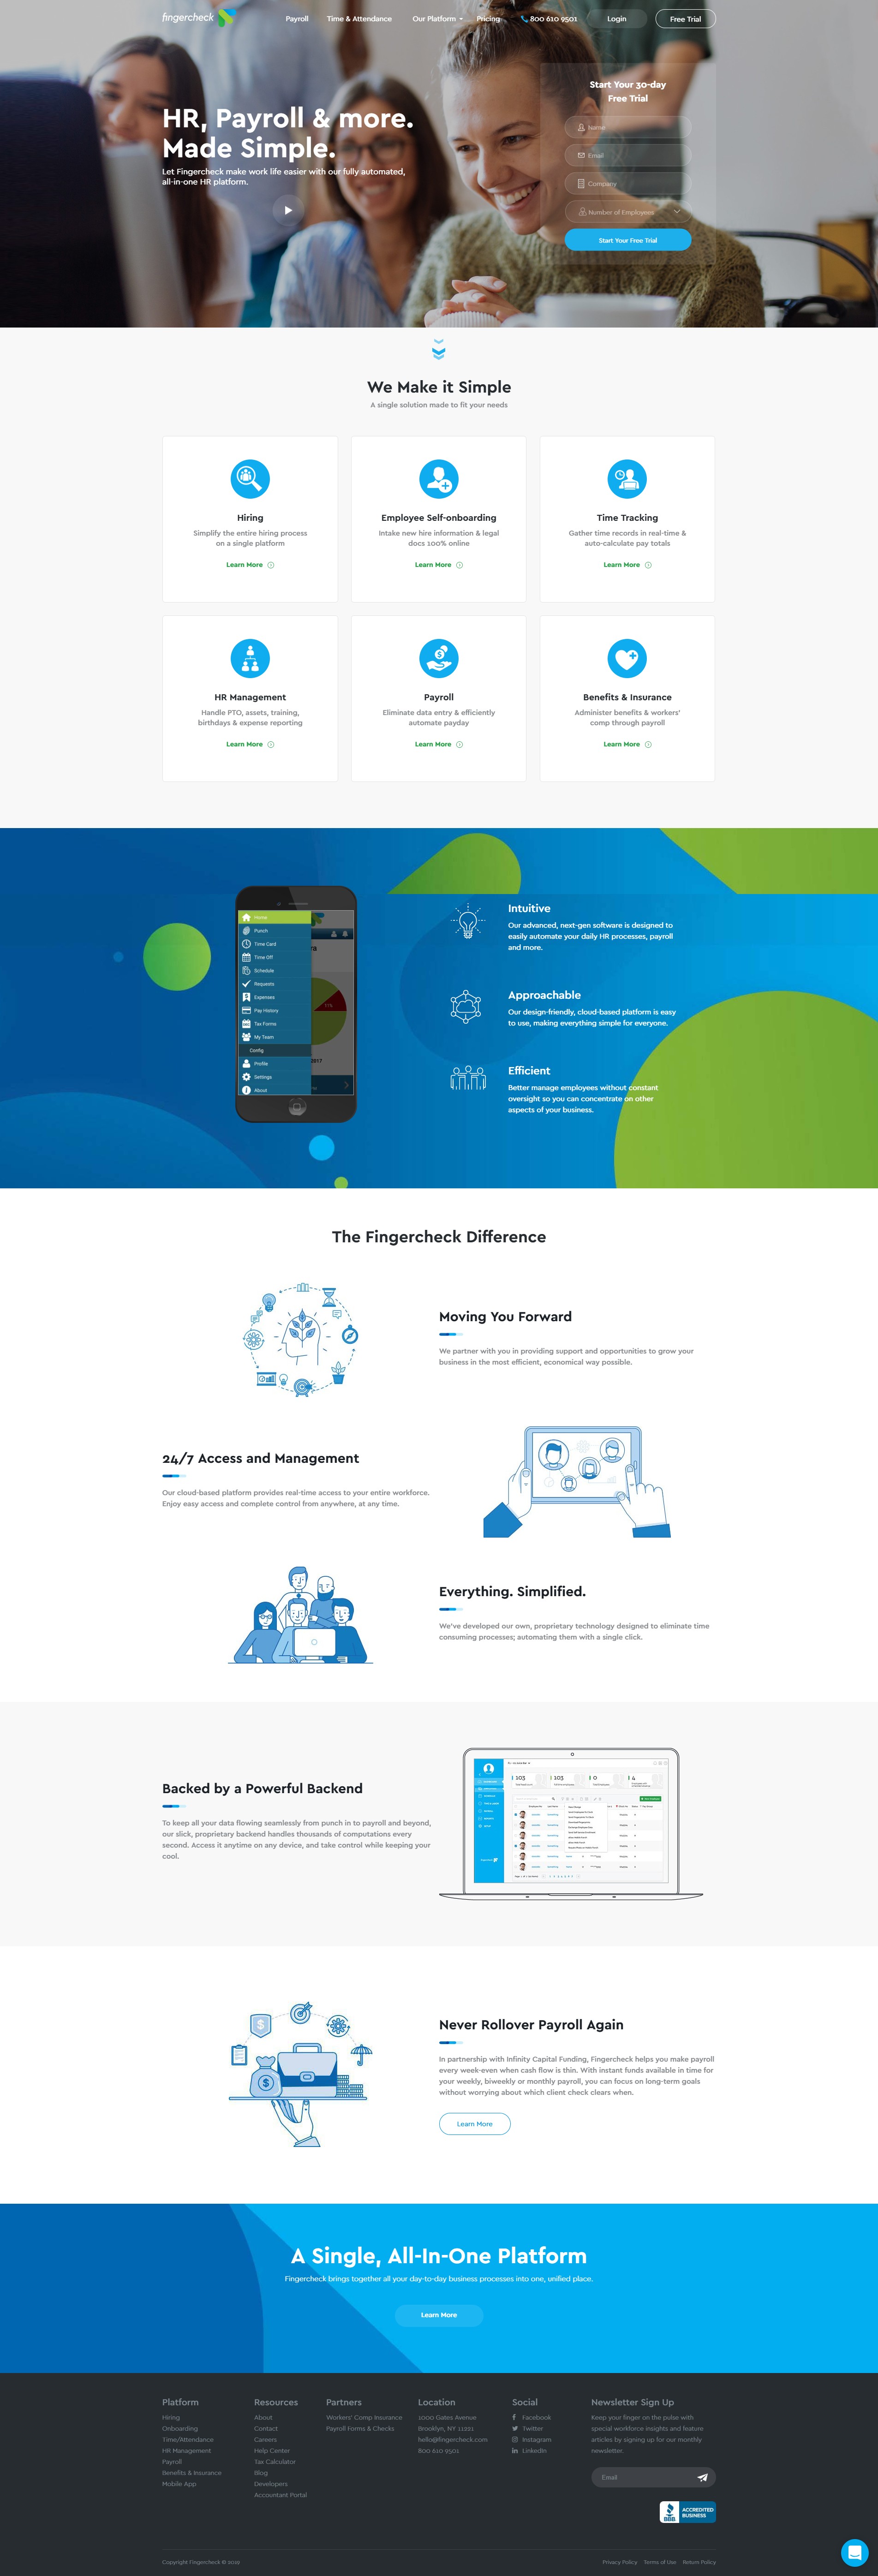 fingercheck
Payroll
Time & Attendance
Our Platform
Pricing
800 610 9501
Login
Free Trial
HR, Payroll & more.
Made Simple.
Let Fingercheck make work life easier with our fully automated,
all-in-one HR platform.
Start Your 30-day
Free Trial
Name
Email
Company
Number of Employees
Start Your Free Trial
We Make it Simple
A single solution made to fit your needs
Hiring
Simplify the entire hiring process
on a single platform
Learn More
Employee Self-onboarding
Intake new hire information & legal
docs 100% online
Learn More
Time Tracking
Gather time records in real-time &
auto-calculate pay totals
Learn More
HR Management
Handle PTO, assets, training,
birthdays & expense reporting
Learn More
Payroll
Eliminate data entry & efficiently
automate payday
Learn More
Benefits & Insurance
Administer benefits & workers'
comp through payroll
Learn More
Home
Punch
Time Card
Time Off
Schedule
Requests
Expenses
Pay History
Tax Forms
My Team
Config
Profile
Settings
About
Intuitive
Our advanced, next-gen software is designed to
easily automate your daily HR processes, payroll
and more.
Approachable
Our design-friendly, cloud-based platform is easy
to use, making everything simple for everyone.
Efficient
Better manage employees without constant
oversight so you can concentrate on other
aspects of your business.
The Fingercheck Difference
Moving You Forward
We partner with you in providing support and opportunities to grow your
business in the most efficient, economical way possible.
24/7 Access and Management
Our cloud-based platform provides real-time access to your entire workforce.
Enjoy easy access and complete control from anywhere, at any time.
Everything. Simplified.
We've developed our own, proprietary technology designed to eliminate time
consuming processes; automating them with a single click.
Backed by a Powerful Backend
To keep all your data flowing seamlessly from punch in to payroll and beyond,
our slick, proprietary backend handles thousands of computations every
second. Access it anytime on any device, and take control while keeping your
cool.
103
103
0
4
Never Rollover Payroll Again
In partnership with Infinity Capital Funding, Fingercheck helps you make payroll
every week-even when cash flow is thin. With instant funds available in time for
your weekly, biweekly or monthly payroll, you can focus on long-term goals
without worrying about which client check clears when.
Learn More
A Single, All-In-One Platform
Fingercheck brings together all your day-to-day business processes into one, unified place.
Learn More
Platform
Hiring
Onboarding
Time/Attendance
HR Management
Payroll
Benefits & Insurance
Mobile App
Resources
About
Contact
Careers
Help Center
Tax Calculator
Blog
Developers
Accountant Portal
Partners
Workers' Comp Insurance
Payroll Forms & Checks
Location
1000 Gates Avenue
Brooklyn, NY 11221
hello@fingercheck.com
800 610 9501
Social
Facebook
Twitter
Instagram
LinkedIn
Newsletter Sign Up
Keep your finger on the pulse with
special workforce insights and feature
articles by signing up for our monthly
newsletter.
Email
BBB
ACCREDITED
BUSINESS
Privacy Policy
Terms of Use
Return Policy